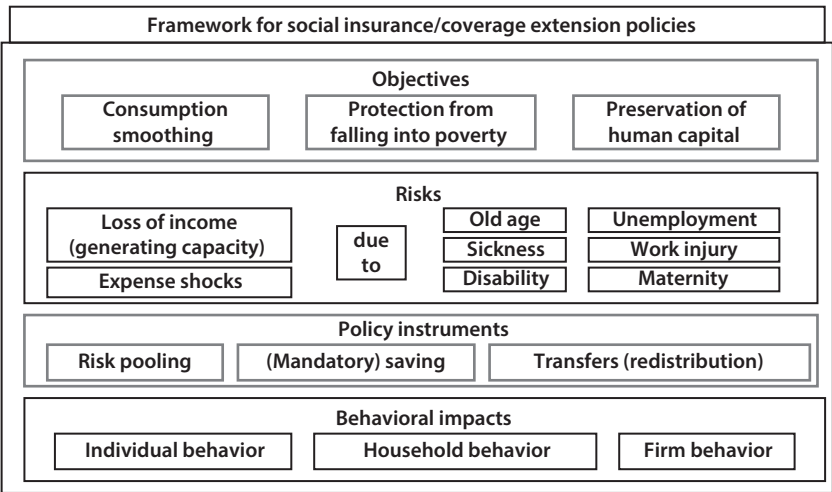 Framework for social insurance/coverage extension policies
Objectives
Consumption
smoothing
Protection from
falling into poverty
Preservation of
human capital
Risks
Loss of income
(generating capacity)
Expense shocks
due
to
Old age
Sickness
Disability
Unemployment
Work injury
Maternity
Policy instruments
Risk pooling
(Mandatory) saving
Transfers (redistribution)
Behavioral impacts
Individual behavior
Household behavior
Firm behavior